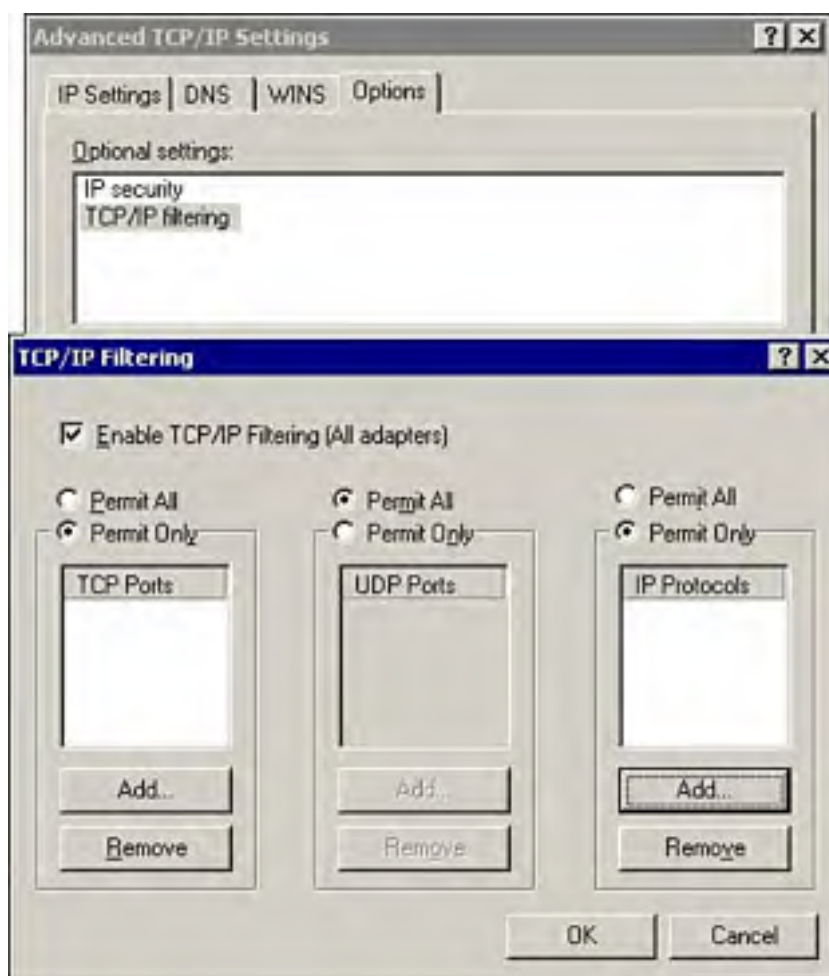 Advanced TCP/IP Settings
IP Settings DNS WINS Options
Optional settings:
IP security
TCP/IP filtering
TCP/IP Filtering
Enable TCP/IP Filtering (All adapters)
Permit All Permit All Permit All
Permit Only Permit Only Permit Only
TCP Ports UDP Ports IP Protocols
Add... Add... Add...
Remove Remove Remove
OK Cancel